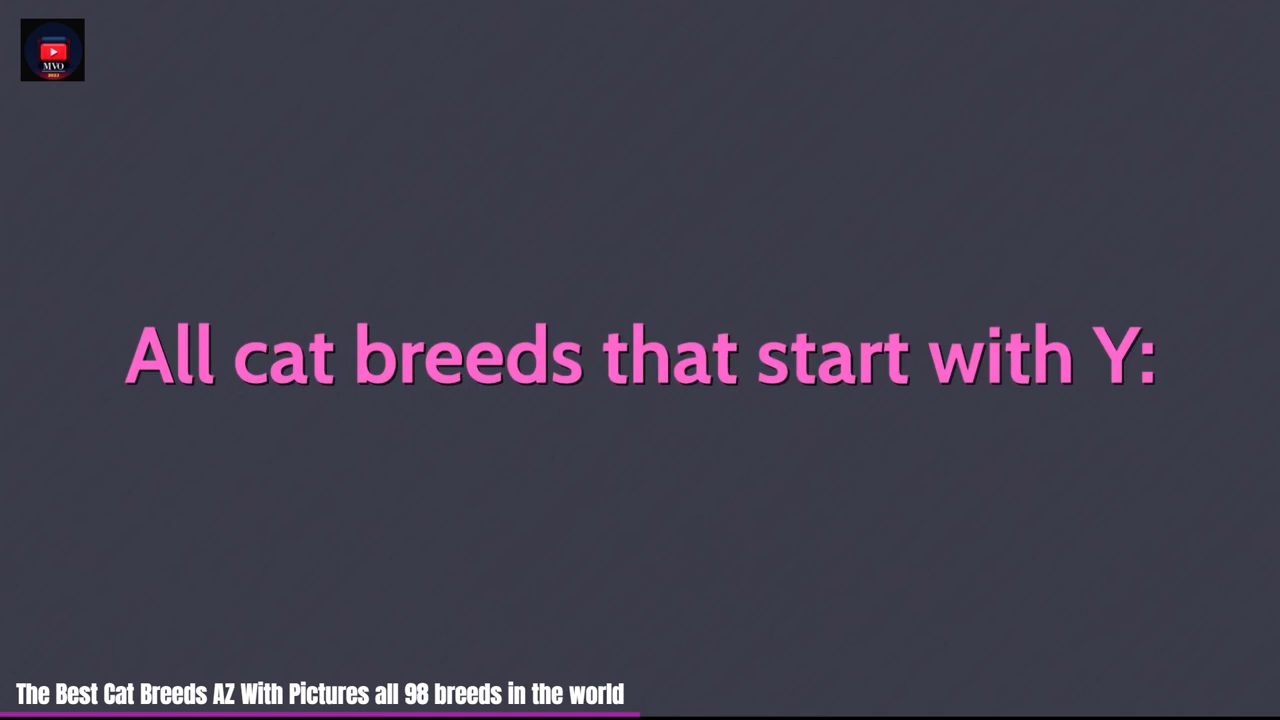 MVO
2023
All cat breeds that start with Y:
The Best Cat Breeds AZ With Pictures all 98 breeds in the world